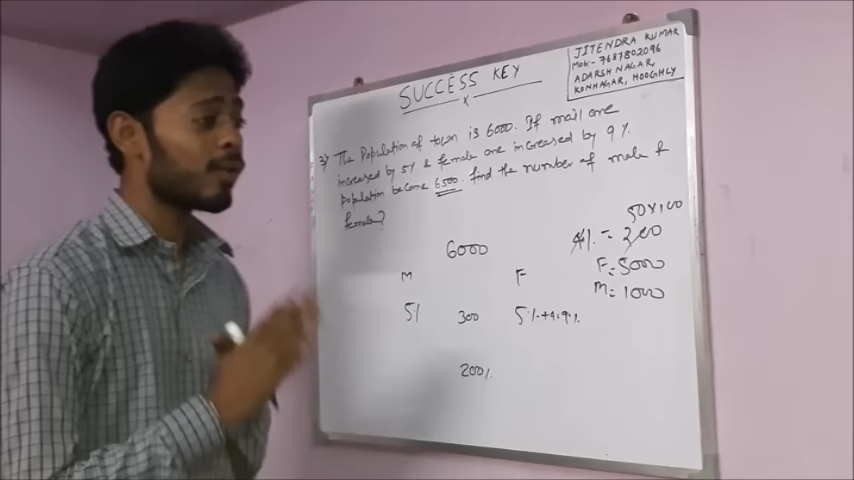 SUCCESS KEY
x
JITENDRA KUMAR
MOB - 7687802096
ADARSH NAGAR,
KONNAGAR, HOOGHLY
3) The Population of town is 6000. If mail are
increased by 5% & female are increased by 9%.
population become 6500. find the number of male &
female?
6000
M F
5% 300 5%+4=9%
200%
50x100
4% = 200
F = 5000
M = 1000